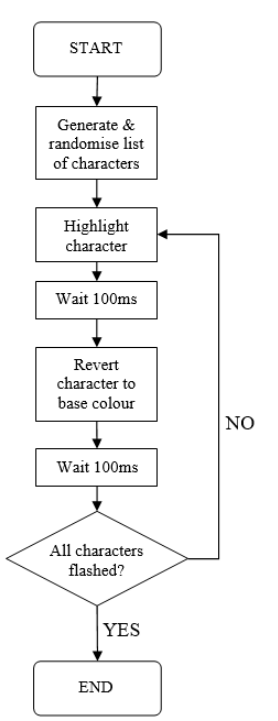 START
Generate &
randomise list
of characters
Highlight
character
Wait 100ms
Revert
character to
base colour
Wait 100ms
All characters
flashed?
NO
YES
END